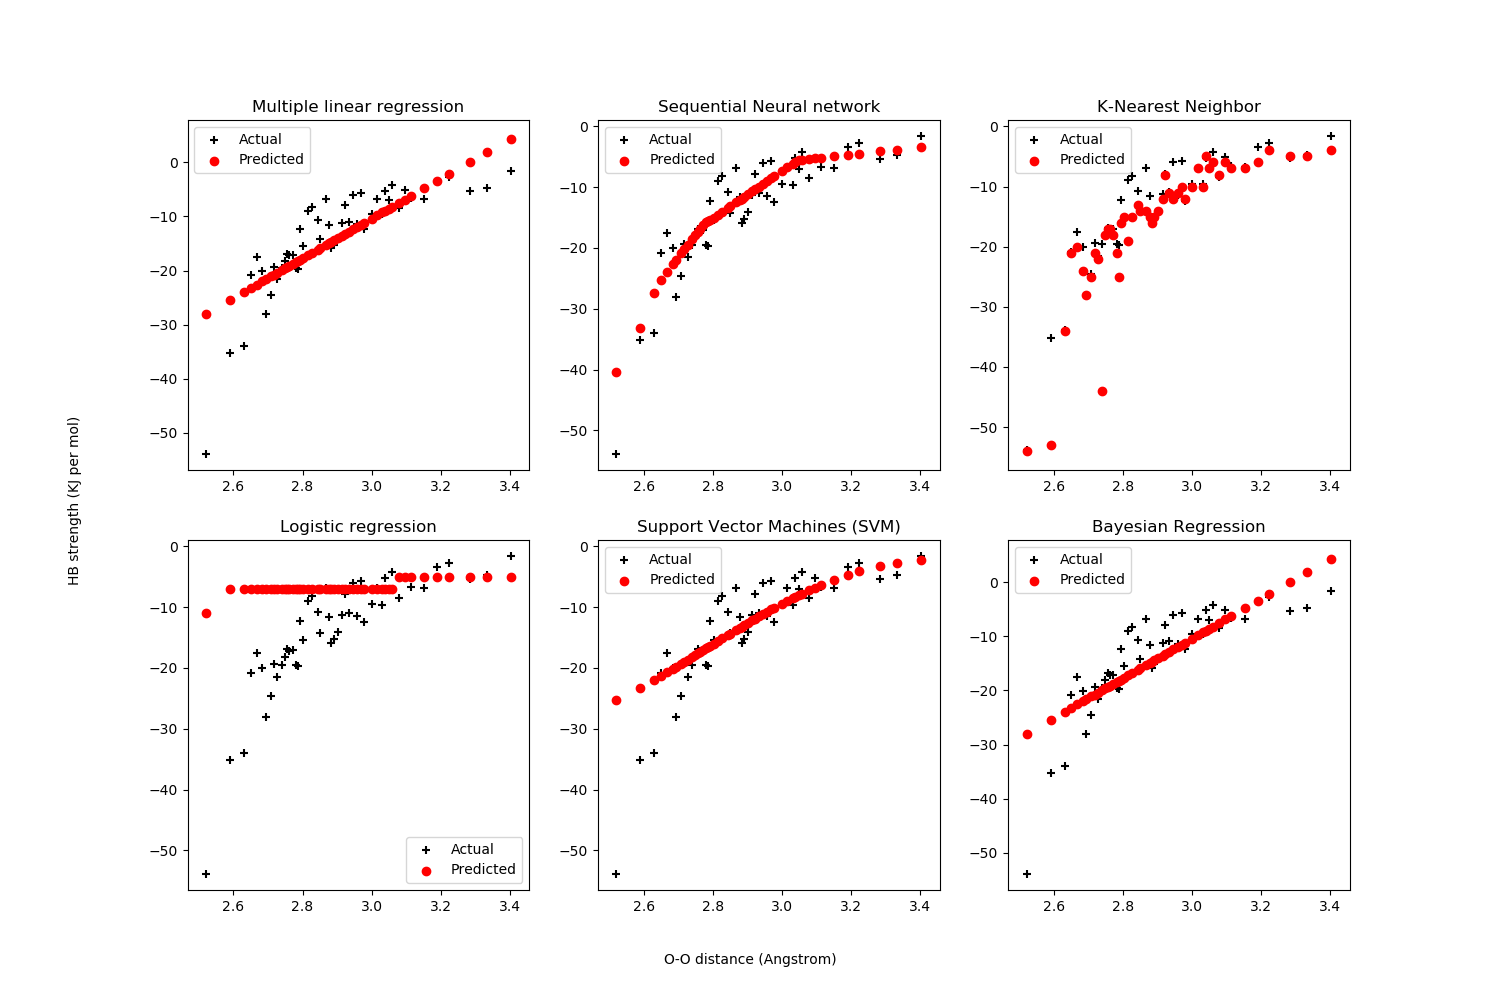 Multiple linear regression
Actual
Predicted
0
−10
−20
−30
−40
−50
2.6 2.8 3.0 3.2 3.4
Sequential Neural network
Actual
Predicted
0
−10
−20
−30
−40
−50
2.6 2.8 3.0 3.2 3.4
K-Nearest Neighbor
Actual
Predicted
0
−10
−20
−30
−40
−50
2.6 2.8 3.0 3.2 3.4
HB strength (KJ per mol)
Logistic regression
0
−10
−20
−30
−40
−50
Actual
Predicted
2.6 2.8 3.0 3.2 3.4
Support Vector Machines (SVM)
Actual
Predicted
0
−10
−20
−30
−40
−50
2.6 2.8 3.0 3.2 3.4
Bayesian Regression
Actual
Predicted
0
−10
−20
−30
−40
−50
2.6 2.8 3.0 3.2 3.4
O-O distance (Angstrom)